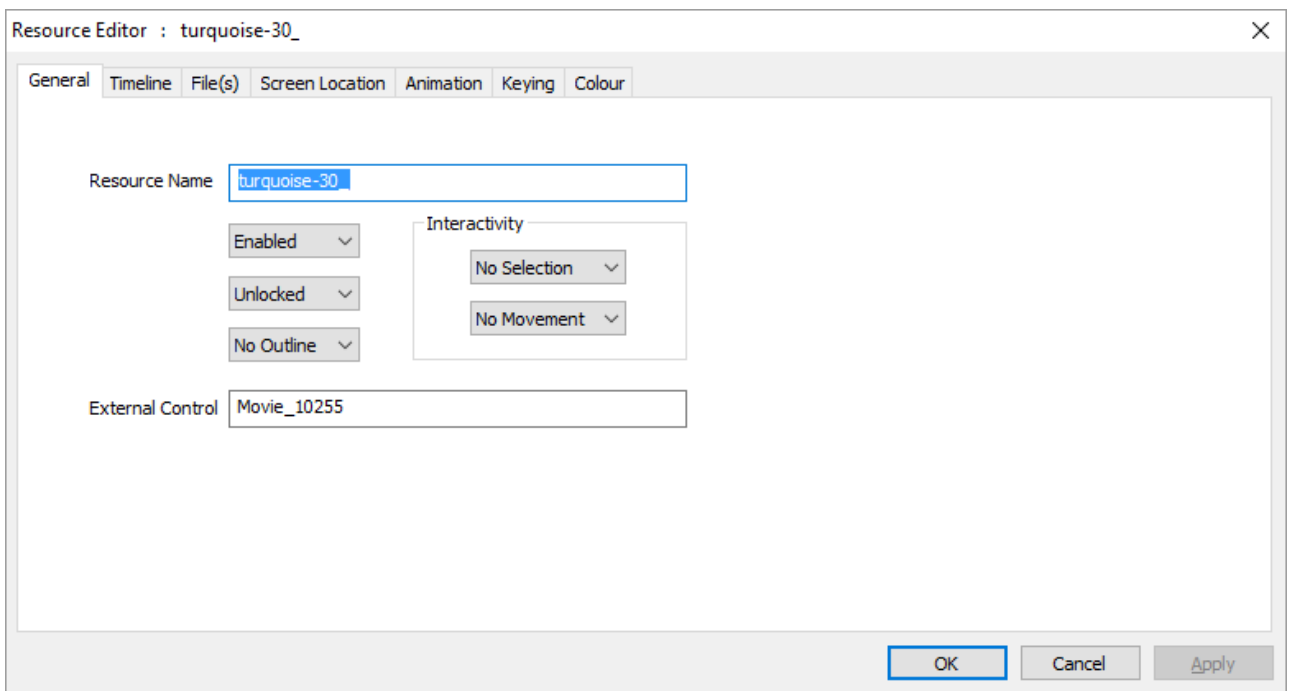 Resource Editor : turquoise-30_
General Timeline File(s) Screen Location Animation Keying Colour
Resource Name turquoise-30_
Interactivity
Enabled
No Selection
Unlocked
No Movement
No Outline
External Control Movie_10255
OK Cancel Apply